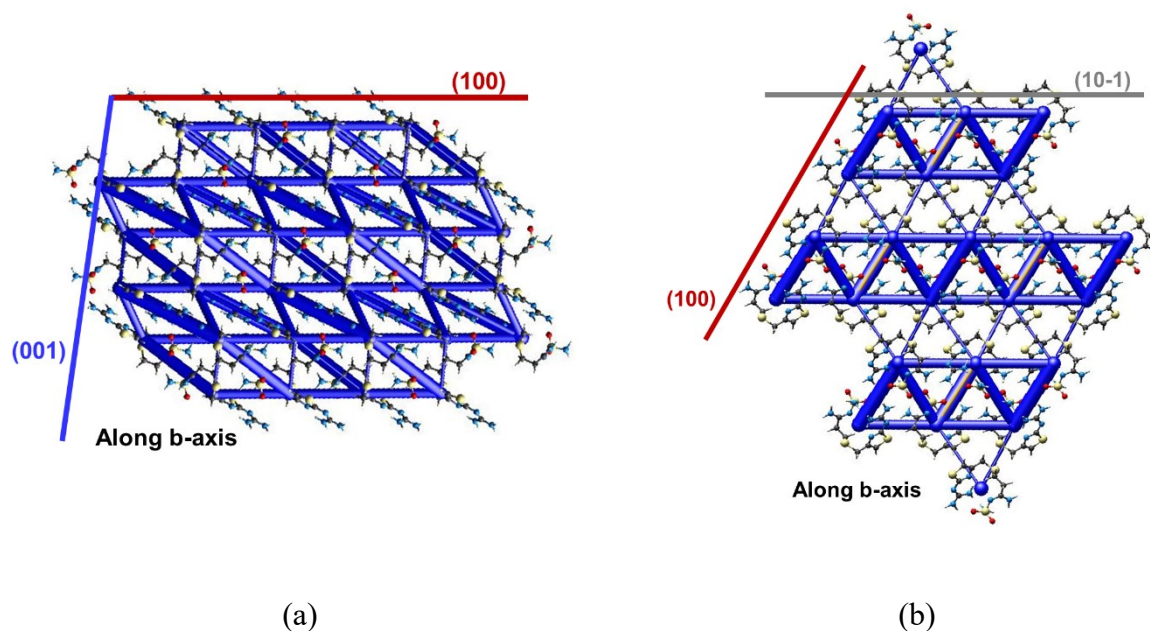 (100)
(10-1)
(001)
(100)
Along b-axis
Along b-axis
(a)
(b)